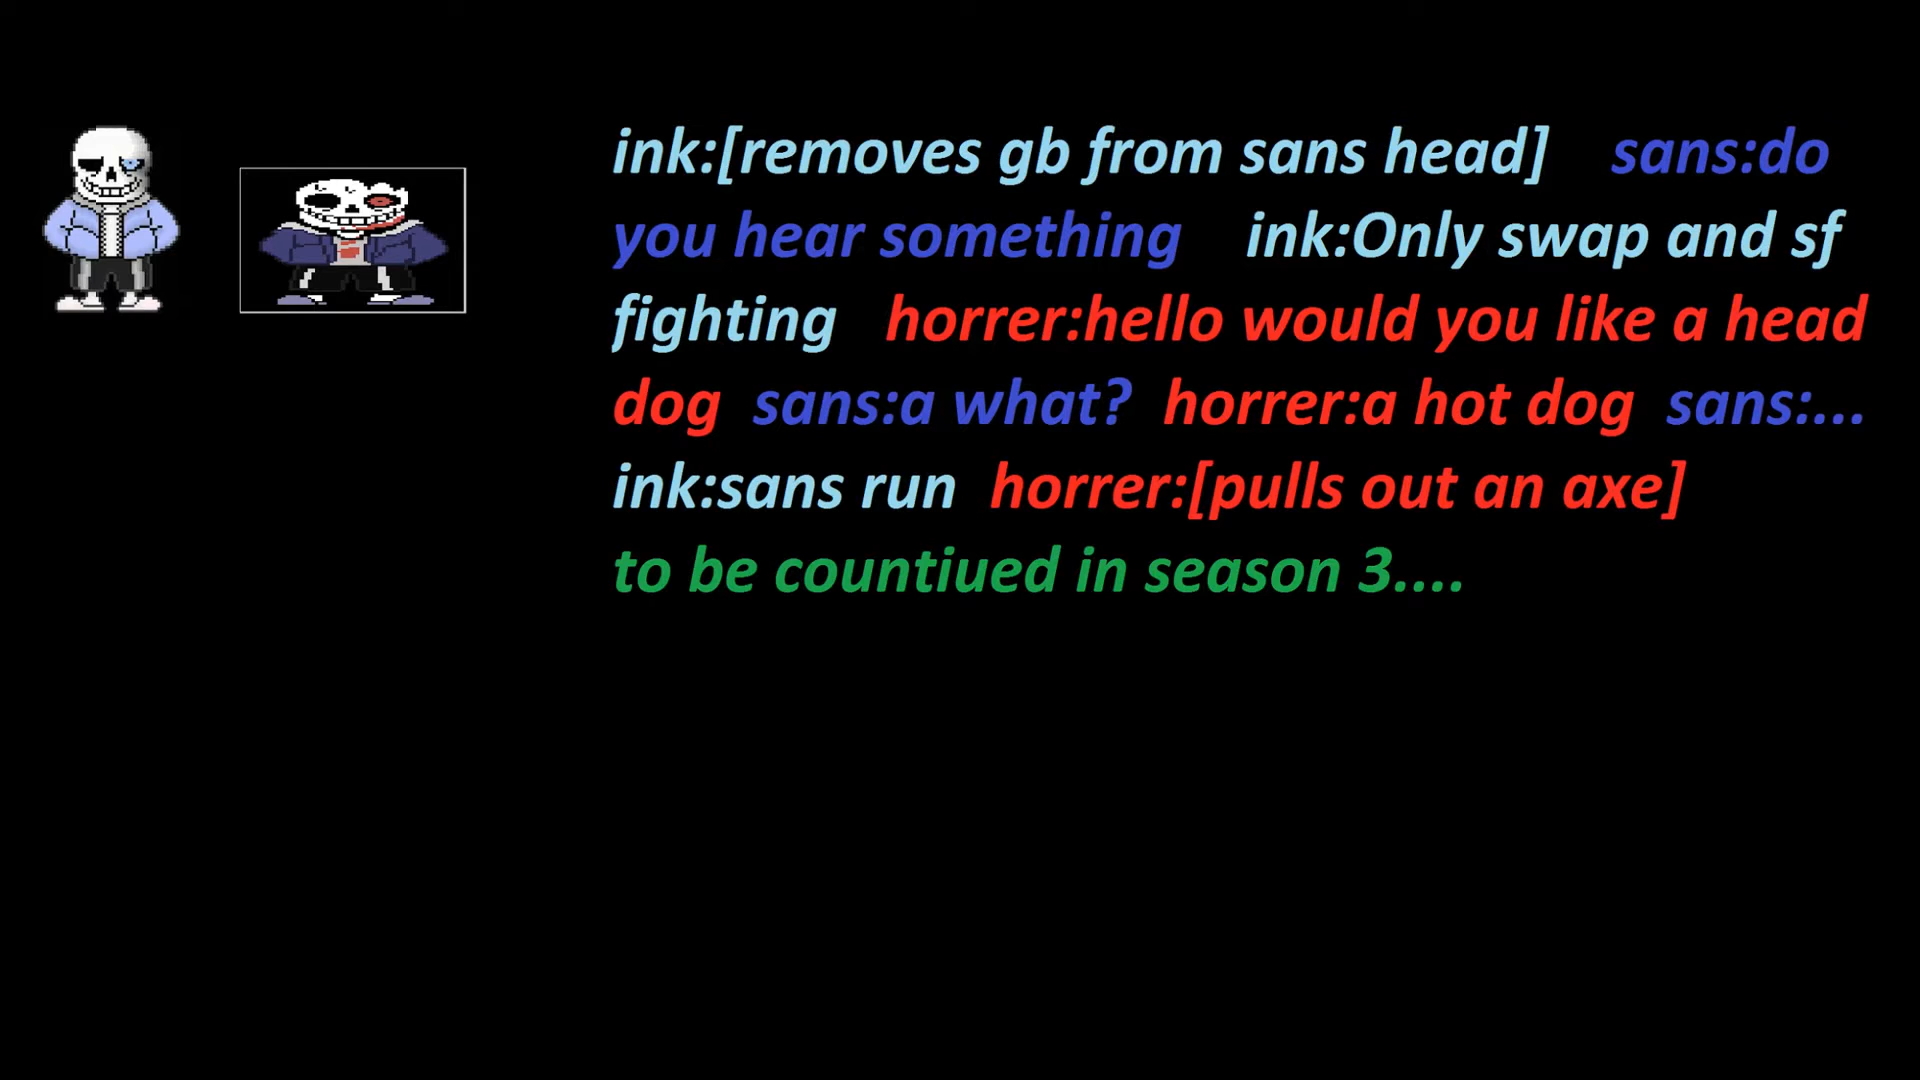 ink:[removes gb from sans head] sans:do
you hear something ink:Only swap and sf
fighting horrer:hello would you like a head
dog sans:a what? horrer:a hot dog sans:...
ink:sans run horrer:[pulls out an axe]
to be countiued in season 3....